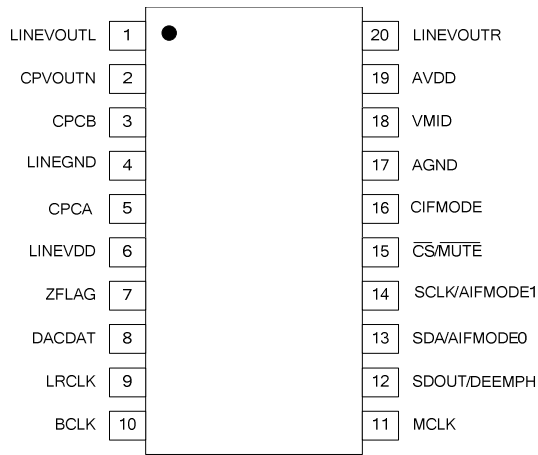 LINEVOUTL 1 20 LINEVOUTR
CPVOUTN 2 19 AVDD
CPCB 3 18 VMID
LINEGND 4 17 AGND
CPCA 5 16 CIFMODE
LINEVDD 6 15 CS/MUTE
ZFLAG 7 14 SCLK/AIFMODE1
DACDAT 8 13 SDA/AIFMODE0
LRCLK 9 12 SDOUT/DEEMPH
BCLK 10 11 MCLK